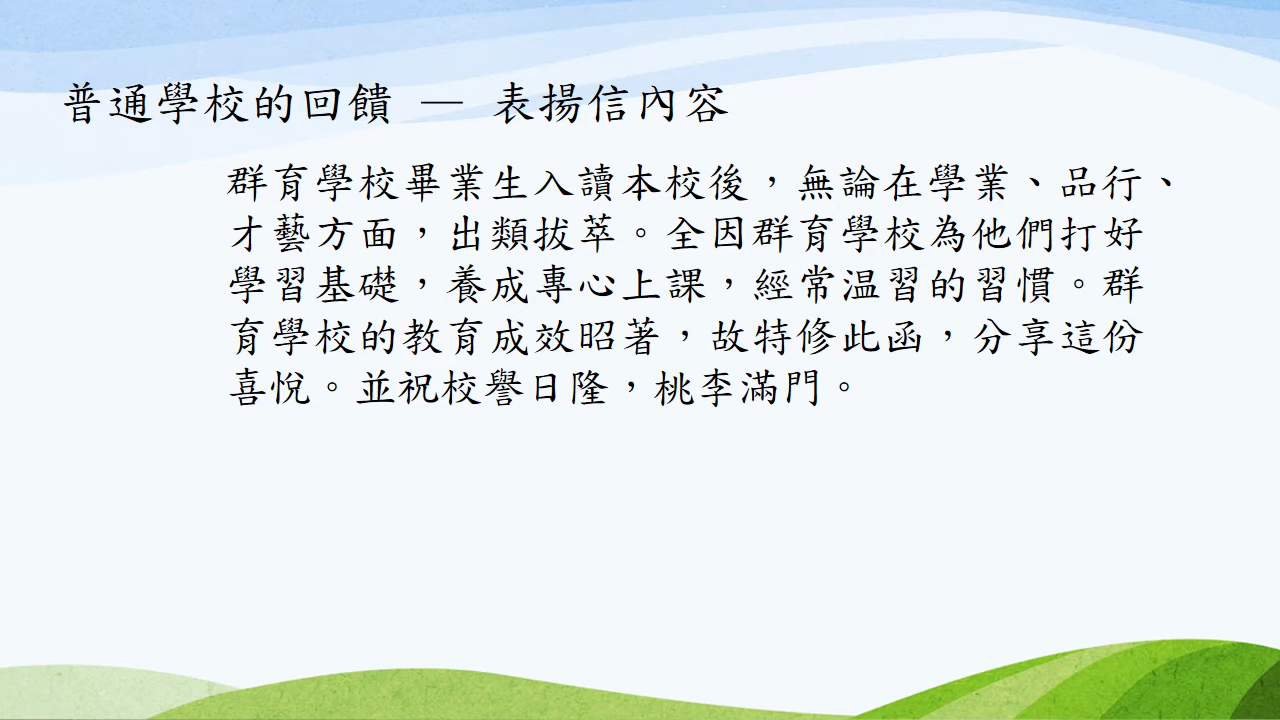 普通學校的回饋 — 表揚信內容
群育學校畢業生入讀本校後，無論在學業、品行、
才藝方面，出類拔萃。全因群育學校為他們打好
學習基礎，養成專心上課，經常温習的習慣。群
育學校的教育成效昭著，故特修此函，分享這份
喜悅。並祝校譽日隆，桃李滿門。